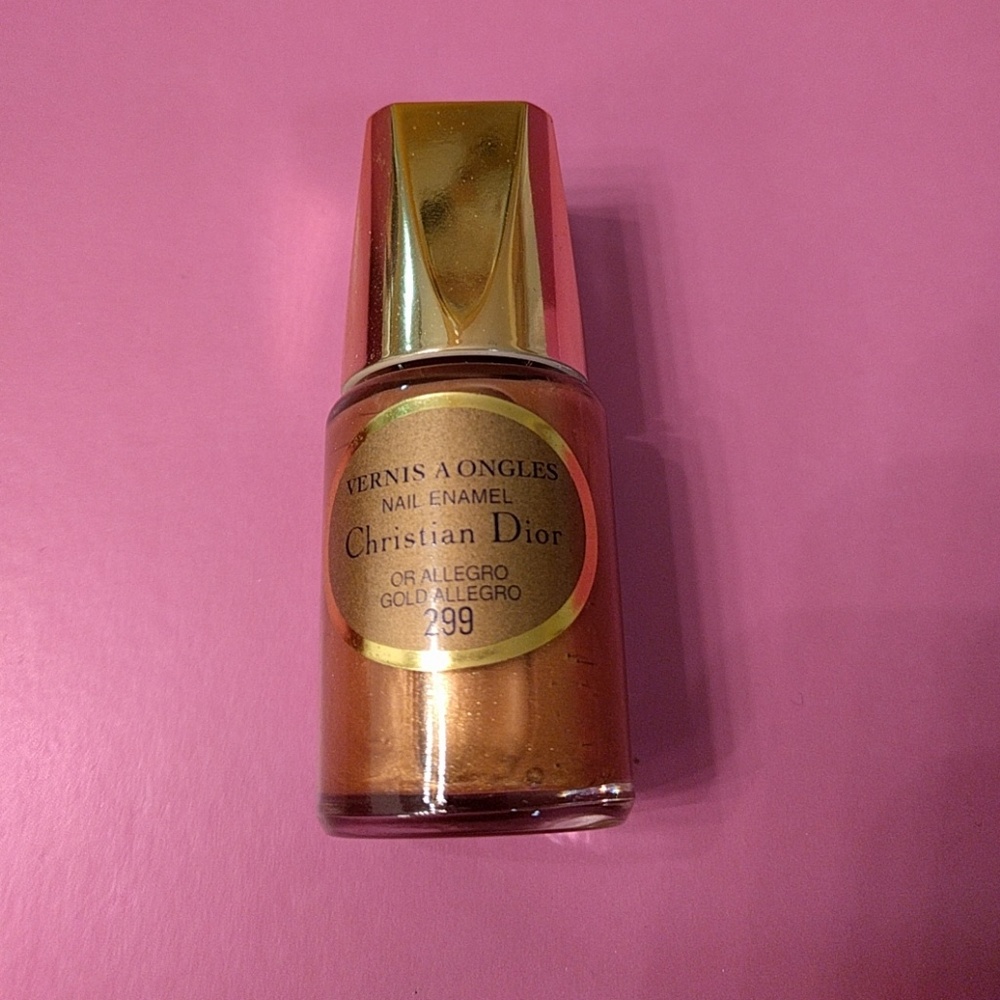 VERNIS A ONGLES
NAIL ENAMEL
Christian Dior
OR ALLEGRO
GOLD ALLEGRO
299